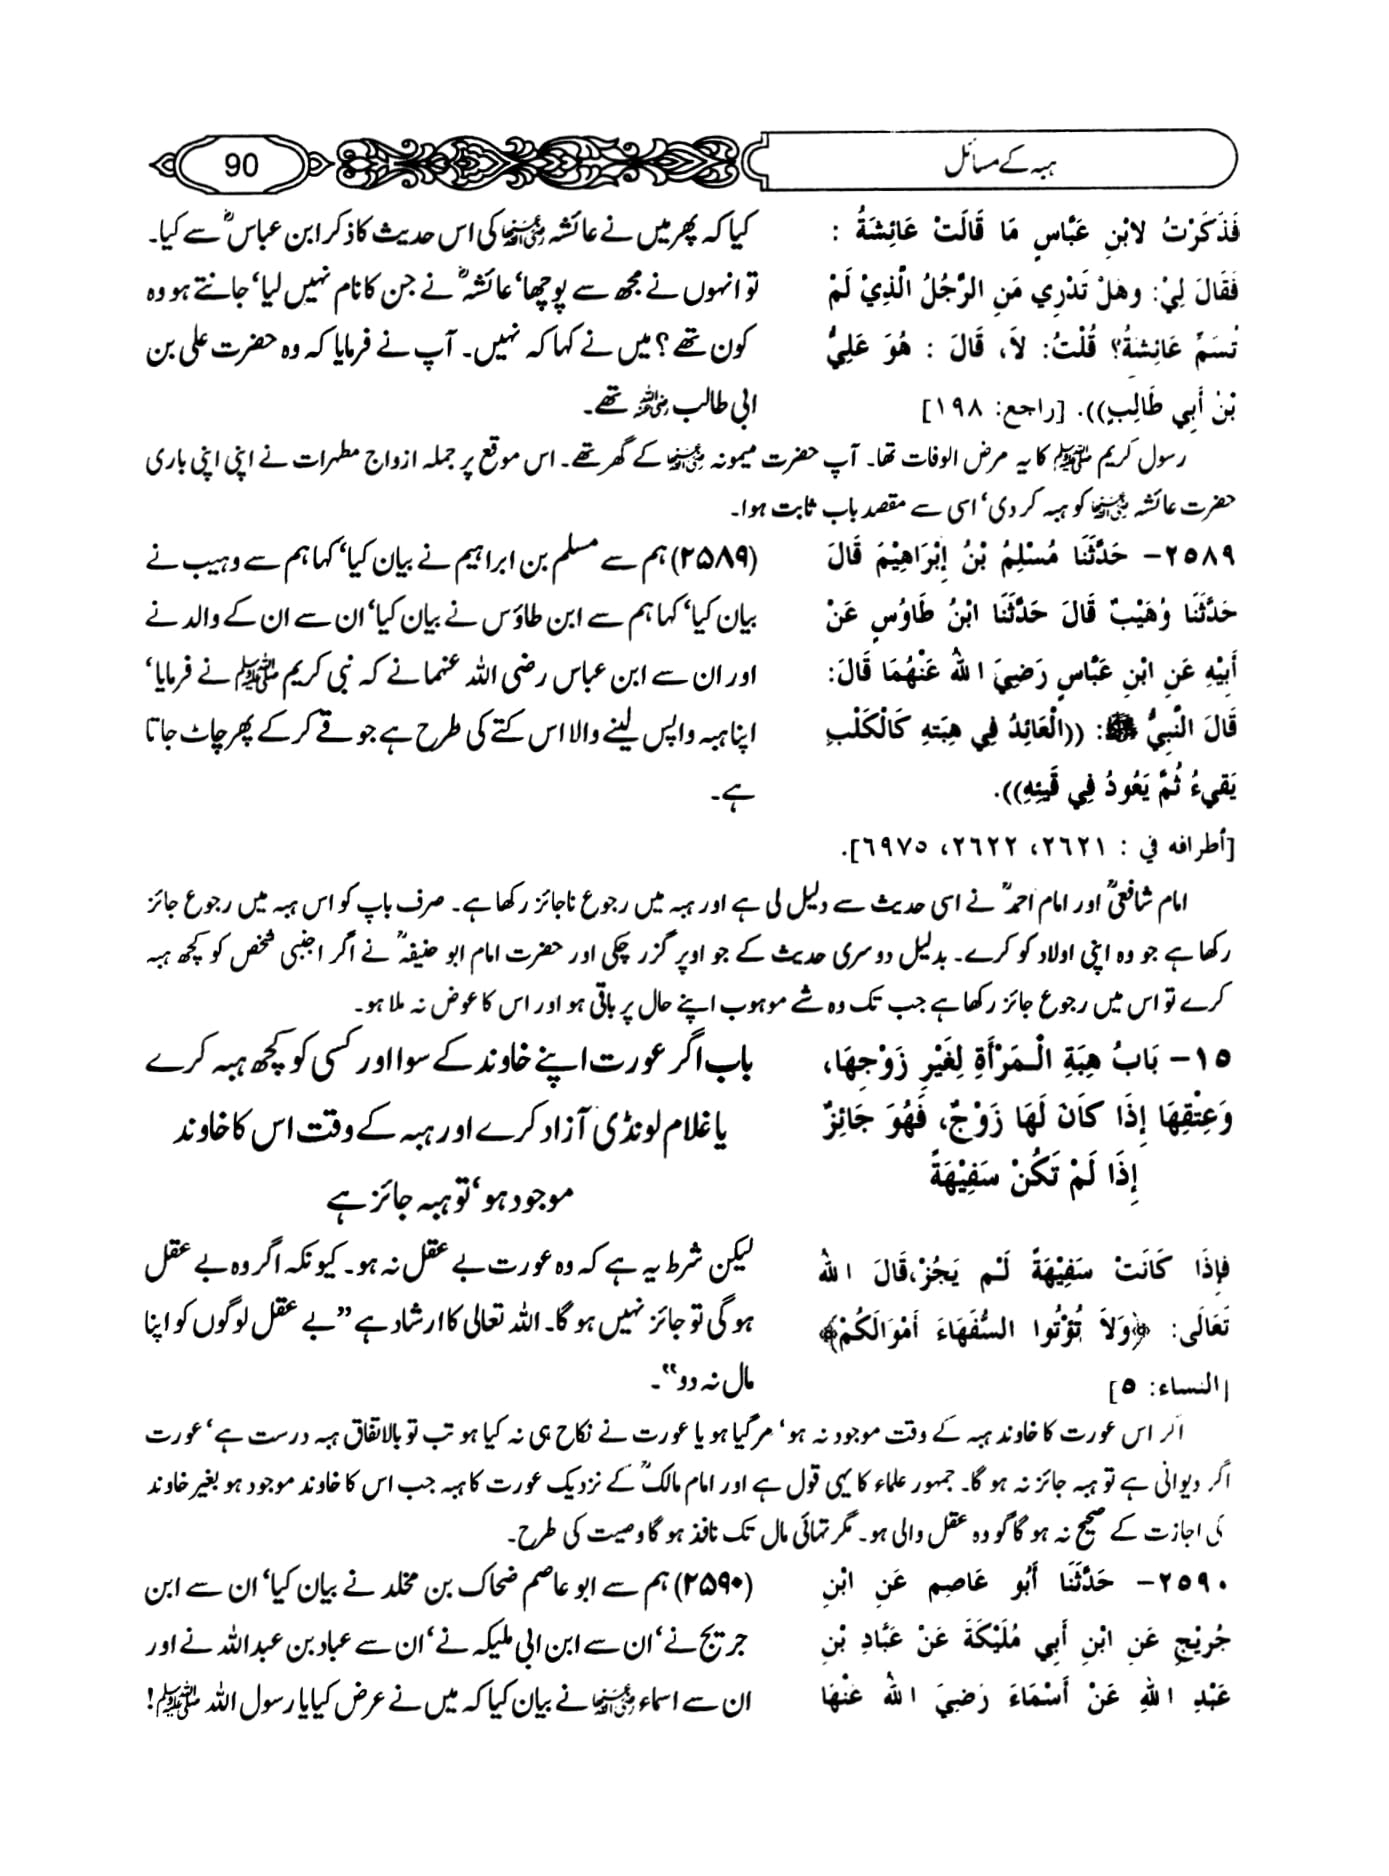 ہبہ کے مسائل
90
فَذَكَرْتُ لابْنِ عَبَّاسٍ مَا قَالَتْ عَائِشَةُ :
فَقَالَ لِيْ: وَهَلْ تَدْرِي مَنِ الرَّجُلُ الَّذِيْ لَمْ
تُسَمِّ عَائِشَةُ؟ قُلْتُ: لاَ، قَالَ : هُوَ عَلِيُّ
بْنُ أَبِي طَالِبٍ)). [راجع: ١٩٨]
کیا کہ پھر میں نے عائشہ رضی اللہ عنہا کی اس حدیث کا ذکر ابن عباسؓ سے کیا۔
تو انہوں نے مجھ سے پوچھا‘ عائشہؓ نے جن کا نام نہیں لیا‘ جانتے ہو وہ
کون تھے؟ میں نے کہا کہ نہیں۔ آپ نے فرمایا کہ وہ حضرت علی بن
ابی طالب رضی اللہ عنہ تھے۔
رسول کریم ﷺ کا یہ مرض الوفات تھا۔ آپ حضرت میمونہ رضی اللہ عنہا کے گھر تھے۔ اس موقع پر جملہ ازواج مطہرات نے اپنی اپنی باری
حضرت عائشہ رضی اللہ عنہا کو ہبہ کر دی‘ اسی سے مقصد باب ثابت ہوا۔
٢٥٨٩- حَدَّثَنَا مُسْلِمُ بْنُ إِبْرَاهِيْمَ قَالَ
حَدَّثَنَا وُهَيْبٌ قَالَ حَدَّثَنَا ابْنُ طَاوُسٍ عَنْ
أَبِيْهِ عَنِ ابْنِ عَبَّاسٍ رَضِيَ اللهُ عَنْهُمَا قَالَ:
قَالَ النَّبِيُّ ﷺ: ((الْعَائِدُ فِي هِبَتِهِ كَالْكَلْبِ
يَقِيءُ ثُمَّ يَعُودُ فِي قَيْئِهِ)).
[أطرافه في : ٢٦٢١، ٢٦٢٢، ٦٩٧٥].
(۲۵۸۹) ہم سے مسلم بن ابراہیم نے بیان کیا‘ کہا ہم سے وہیب نے
بیان کیا‘ کہا ہم سے ابن طاؤس نے بیان کیا‘ ان سے ان کے والد نے
اور ان سے ابن عباس رضی اللہ عنہما نے کہ نبی کریم ﷺ نے فرمایا‘
اپنا ہبہ واپس لینے والا اس کتے کی طرح ہے جو قے کر کے پھر چاٹ جاتا
ہے۔
امام شافعیؒ اور امام احمدؒ نے اسی حدیث سے دلیل لی ہے اور ہبہ میں رجوع ناجائز رکھا ہے۔ صرف باپ کو اس ہبہ میں رجوع جائز
رکھا ہے جو وہ اپنی اولاد کو کرے۔ بدلیل دوسری حدیث کے جو اوپر گزر چکی اور حضرت امام ابو حنیفہؒ نے اگر اجنبی شخص کو کچھ ہبہ
کرے تو اس میں رجوع جائز رکھا ہے جب تک وہ شے موہوب اپنے حال پر باقی ہو اور اس کا عوض نہ ملا ہو۔
١٥- بَابُ هِبَةِ الْـمَرْأَةِ لِغَيْرِ زَوْجِهَا،
وَعِتْقِهَا إِذَا كَانَ لَهَا زَوْجٌ، فَهُوَ جَائِزٌ
إِذَا لَمْ تَكُنْ سَفِيْهَةً
باب اگر عورت اپنے خاوند کے سوا اور کسی کو کچھ ہبہ کرے
یا غلام لونڈی آزاد کرے اور ہبہ کے وقت اس کا خاوند
موجود ہو‘ تو ہبہ جائز ہے
فَإِذَا كَانَتْ سَفِيْهَةً لَـم يَجُزْ،قَالَ اللهُ
تَعَالَى: ﴿وَلاَ تُؤْتُوا السُّفَهَاءَ أَمْوَالَكُمْ﴾
[النساء: ٥]
لیکن شرط یہ ہے کہ وہ عورت بے عقل نہ ہو۔ کیونکہ اگر وہ بے عقل
ہو گی تو جائز نہیں ہو گا۔ اللہ تعالیٰ کا ارشاد ہے ”بے عقل لوگوں کو اپنا
مال نہ دو“۔
اگر اس عورت کا خاوند ہبہ کے وقت موجود نہ ہو‘ مر گیا ہو یا عورت نے نکاح ہی نہ کیا ہو تب تو بالاتفاق ہبہ درست ہے‘ عورت
اگر دیوانی ہے تو ہبہ جائز نہ ہو گا۔ جمہور علماء کا یہی قول ہے اور امام مالکؒ کے نزدیک عورت کا ہبہ جب اس کا خاوند موجود ہو بغیر خاوند
کی اجازت کے صحیح نہ ہو گا گو وہ عقل والی ہو۔ مگر تہائی مال تک نافذ ہو گا وصیت کی طرح۔
٢٥٩٠- حَدَّثَنَا أَبُو عَاصِمٍ عَنِ ابْنِ
جُرَيْجٍ عَنِ ابْنِ أَبِي مُلَيْكَةَ عَنْ عَبَّادِ بْنِ
عَبْدِ اللهِ عَنْ أَسْمَاءَ رَضِيَ اللهُ عَنْهَا
(۲۵۹۰) ہم سے ابو عاصم ضحاک بن مخلد نے بیان کیا‘ ان سے ابن
جریج نے‘ ان سے ابن ابی ملیکہ نے‘ ان سے عباد بن عبداللہ نے اور
ان سے اسماء رضی اللہ عنہا نے بیان کیا کہ میں نے عرض کیا یا رسول اللہ ﷺ!